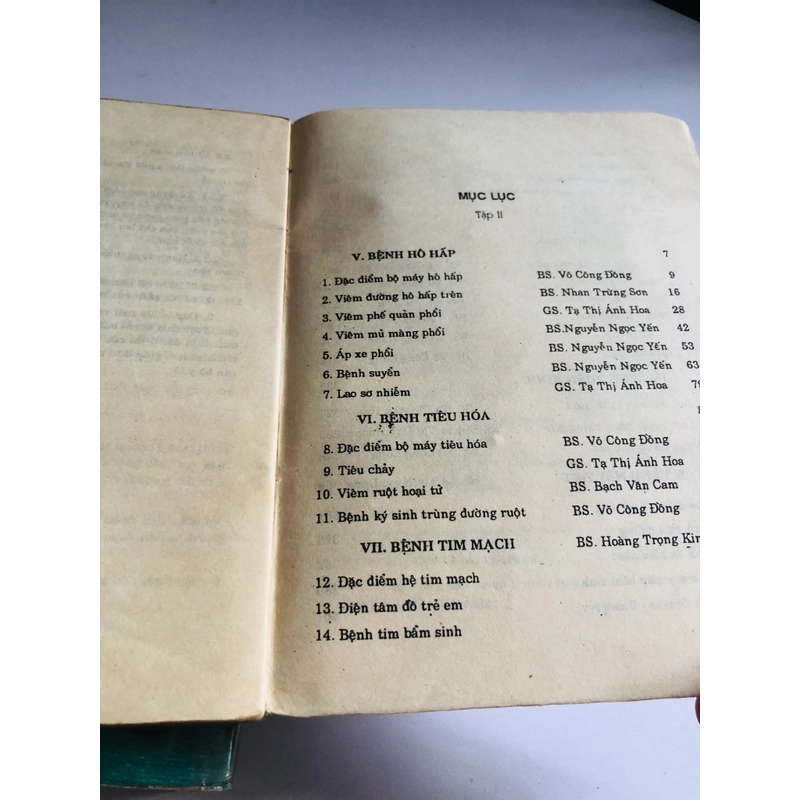 MỤC LỤC
Tập II
V. BỆNH HÔ HẤP 7
1. Đặc điểm bộ máy hô hấp BS. Võ Công Đồng 9
2. Viêm đường hô hấp trên BS. Nhan Trừng Sơn 16
3. Viêm phế quản phổi GS. Tạ Thị Ánh Hoa 28
4. Viêm mủ màng phổi BS.Nguyễn Ngọc Yến 42
5. Áp xe phổi BS. Nguyễn Ngọc Yến 53
6. Bệnh suyển BS. Nguyễn Ngọc Yến 63
7. Lao sơ nhiễm GS. Tạ Thị Ánh Hoa 79
VI. BỆNH TIÊU HÓA
8. Đặc điểm bộ máy tiêu hóa BS. Võ Công Đồng
9. Tiêu chảy GS. Tạ Thị Ánh Hoa
10. Viêm ruột hoại tử BS. Bạch Văn Cam
11. Bệnh ký sinh trùng đường ruột BS. Võ Công Đồng
VII. BỆNH TIM MẠCH BS. Hoàng Trọng Kim
12. Đặc điểm hệ tim mạch
13. Điện tâm đồ trẻ em
14. Bệnh tim bẩm sinh